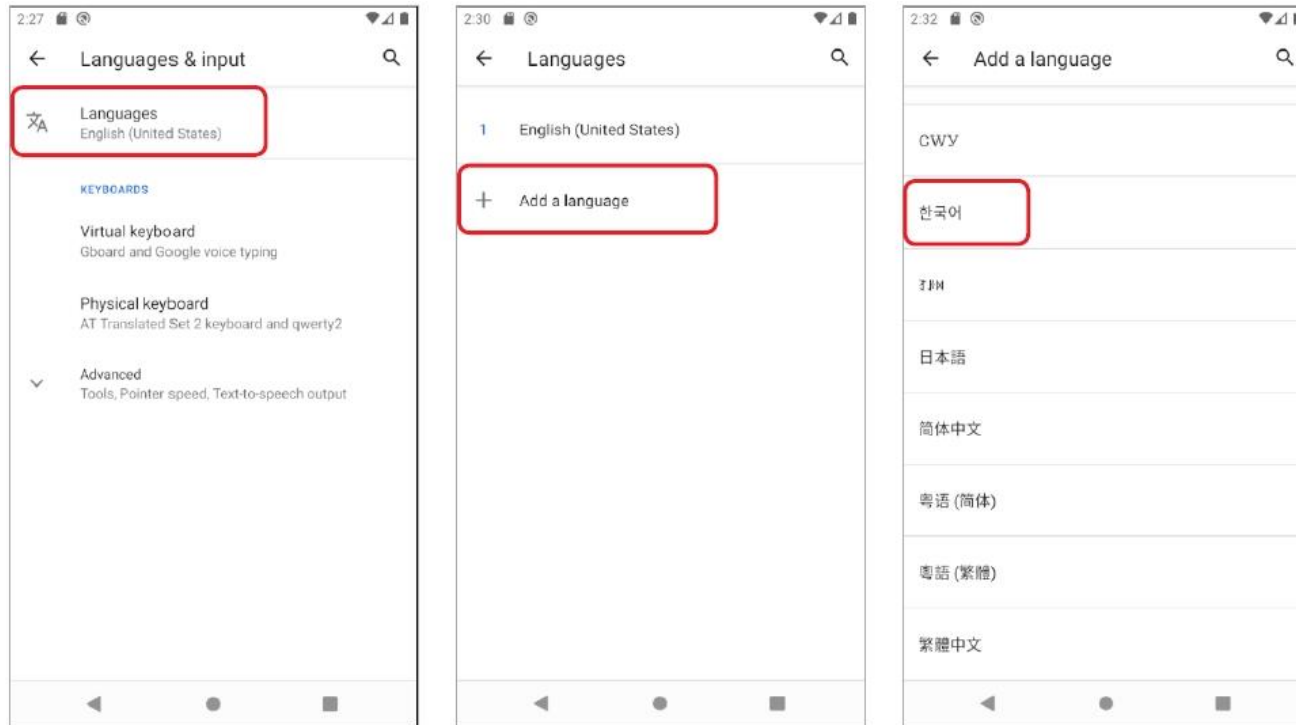 2:27
Languages & input
Languages
English (United States)
KEYBOARDS
Virtual keyboard
Gboard and Google voice typing
Physical keyboard
AT Translated Set 2 keyboard and qwerty2
Advanced
Tools, Pointer speed, Text-to-speech output
2:30
Languages
1 English (United States)
Add a language
2:32
Add a language
한국어
日本語
简体中文
粤语 (简体)
粵語 (繁體)
繁體中文